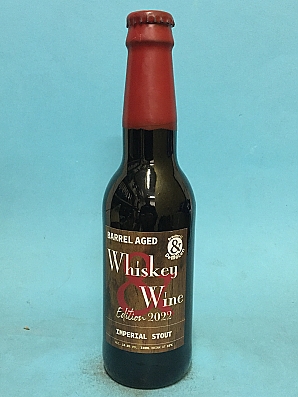 BARREL AGED
&
Whiskey
&
Wine
Edition 2022
IMPERIAL STOUT